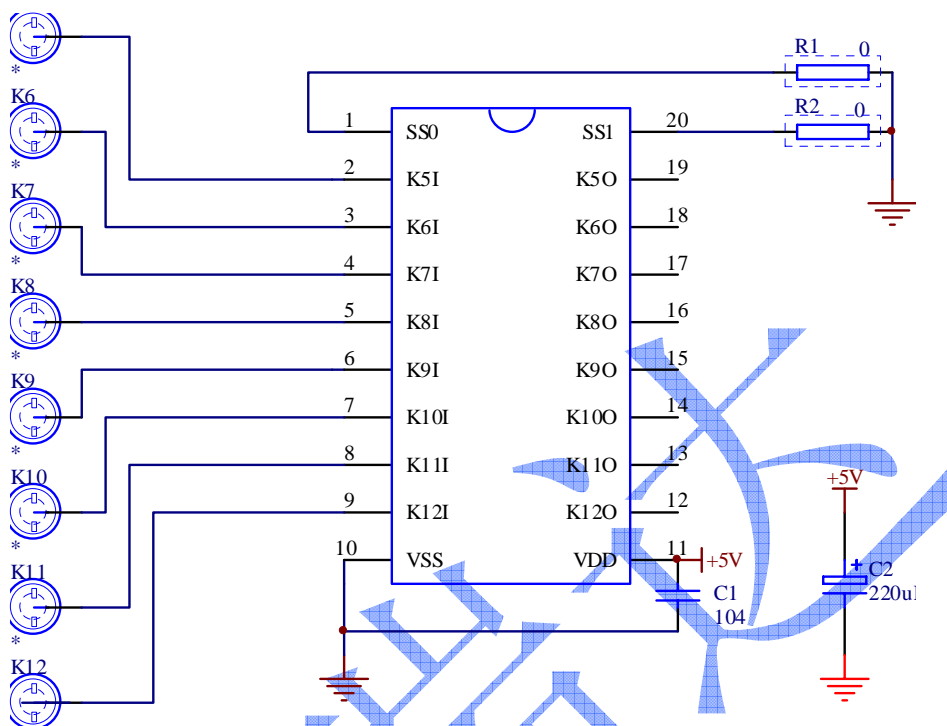 *
K6
*
K7
*
K8
*
K9
*
K10
*
K11
*
K12
R1 0
R2 0
1 SS0 SS1 20
2 K5I K5O 19
3 K6I K6O 18
4 K7I K7O 17
5 K8I K8O 16
6 K9I K9O 15
7 K10I K10O 14
8 K11I K11O 13
9 K12I K12O 12
10 VSS VDD 11
+5V
C1
104
+5V
+
C2
220u